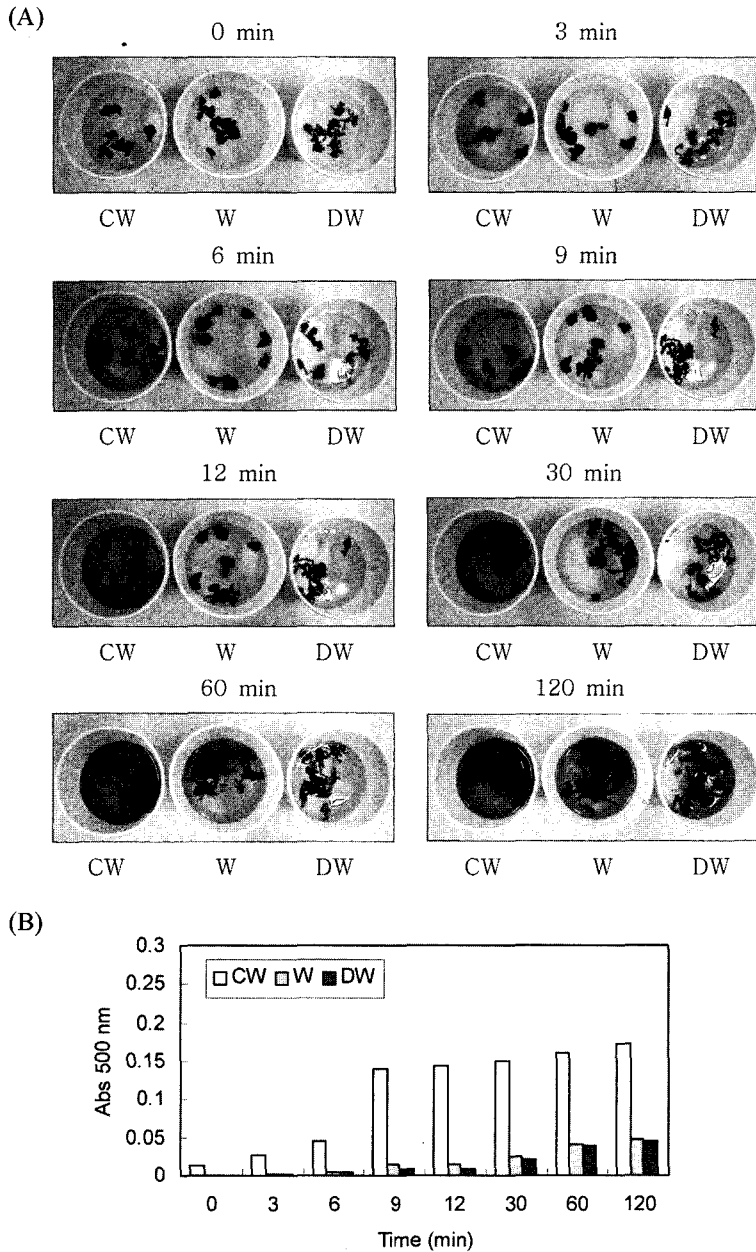 (A)
0 min 3 min
CW W DW CW W DW
6 min 9 min
CW W DW CW W DW
12 min 30 min
CW W DW CW W DW
60 min 120 min
CW W DW CW W DW
(B)
0.3
0.25
0.2
0.15
0.1
0.05
0
Abs 500 nm
CW W DW
0 3 6 9 12 30 60 120
Time (min)